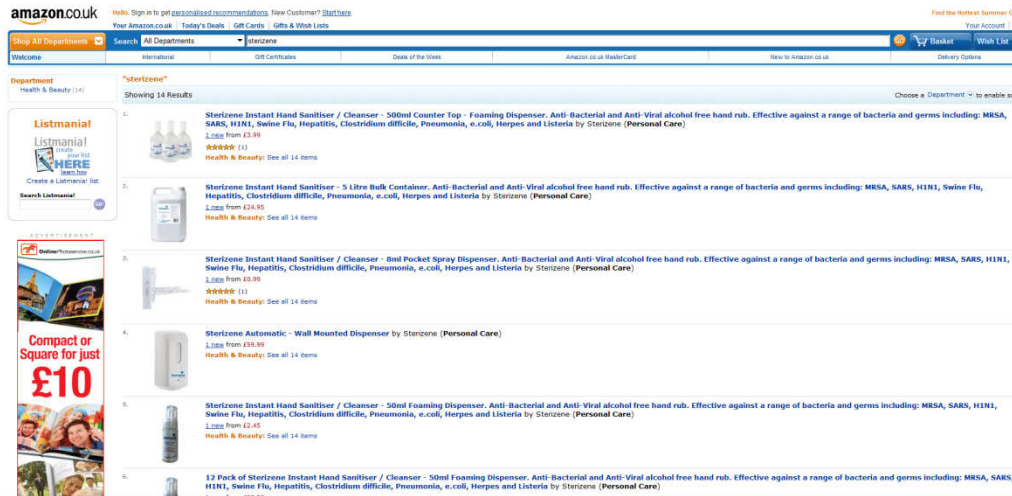 amazon.co.uk
Hello. Sign in to get personalised recommendations. New Customer? Start here.
Find the Hottest Summer
Your Amazon.co.uk | Today's Deals | Gift Cards | Gifts & Wish Lists
Your Account
Shop All Departments
Search All Departments sterizene GO Basket Wish List
Welcome International Gift Certificates Deals of the Week Amazon.co.uk MasterCard New to Amazon.co.uk Delivery Options
Department
Health & Beauty (14)
"sterizene"
Showing 14 Results
Choose a Department to enable
Listmania!
Listmania!
create
your list
HERE
learn how
Create a Listmania! list
Search Listmania!
GO
ADVERTISEMENT
OnlinePhotoservice.co.uk
Compact or
Square for just
£10
1.
Sterizene Instant Hand Sanitiser / Cleanser - 500ml Counter Top - Foaming Dispenser. Anti-Bacterial and Anti-Viral alcohol free hand rub. Effective against a range of bacteria and germs including: MRSA,
SARS, H1N1, Swine Flu, Hepatitis, Clostridium difficile, Pneumonia, e.coli, Herpes and Listeria by Sterizene (Personal Care)
1 new from £3.99
(1)
Health & Beauty: See all 14 items
2.
Sterizene Instant Hand Sanitiser - 5 Litre Bulk Container. Anti-Bacterial and Anti-Viral alcohol free hand rub. Effective against a range of bacteria and germs including: MRSA, SARS, H1N1, Swine Flu,
Hepatitis, Clostridium difficile, Pneumonia, e.coli, Herpes and Listeria by Sterizene (Personal Care)
1 new from £24.95
Health & Beauty: See all 14 items
3.
Sterizene Instant Hand Sanitiser / Cleanser - 8ml Pocket Spray Dispenser. Anti-Bacterial and Anti-Viral alcohol free hand rub. Effective against a range of bacteria and germs including: MRSA, SARS, H1N1,
Swine Flu, Hepatitis, Clostridium difficile, Pneumonia, e.coli, Herpes and Listeria by Sterizene (Personal Care)
1 new from £0.99
(1)
Health & Beauty: See all 14 items
4.
Sterizene Automatic - Wall Mounted Dispenser by Sterizene (Personal Care)
1 new from £59.99
Health & Beauty: See all 14 items
5.
Sterizene Instant Hand Sanitiser / Cleanser - 50ml Foaming Dispenser. Anti-Bacterial and Anti-Viral alcohol free hand rub. Effective against a range of bacteria and germs including: MRSA, SARS, H1N1,
Swine Flu, Hepatitis, Clostridium difficile, Pneumonia, e.coli, Herpes and Listeria by Sterizene (Personal Care)
1 new from £2.45
Health & Beauty: See all 14 items
6.
12 Pack of Sterizene Instant Hand Sanitiser / Cleanser - 50ml Foaming Dispenser. Anti-Bacterial and Anti-Viral alcohol free hand rub. Effective against a range of bacteria and germs including: MRSA, SARS,
H1N1, Swine Flu, Hepatitis, Clostridium difficile, Pneumonia, e.coli, Herpes and Listeria by Sterizene (Personal Care)